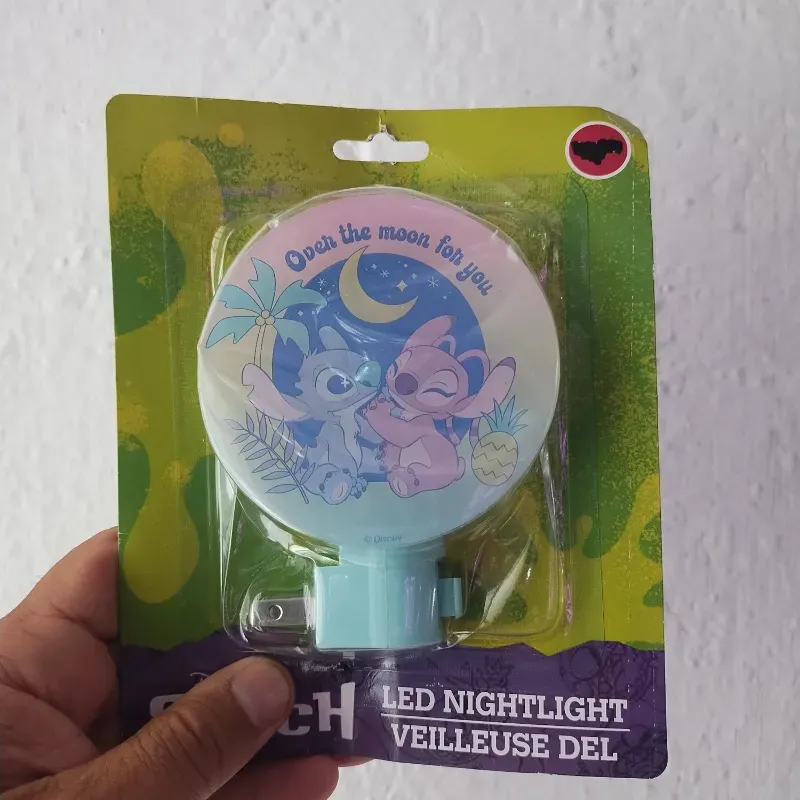 Over the moon for you
© DISNEY
LED NIGHTLIGHT
VEILLEUSE DEL